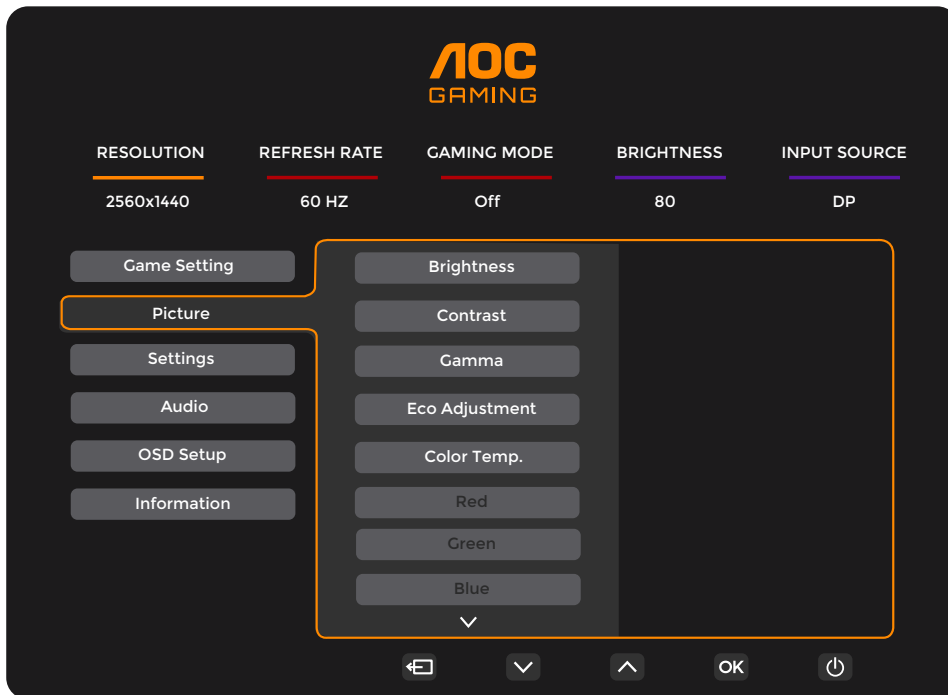 AOC
GAMING
RESOLUTION REFRESH RATE GAMING MODE BRIGHTNESS INPUT SOURCE
2560x1440 60 HZ Off 80 DP
Game Setting
Picture
Settings
Audio
OSD Setup
Information
Brightness
Contrast
Gamma
Eco Adjustment
Color Temp.
Red
Green
Blue
OK